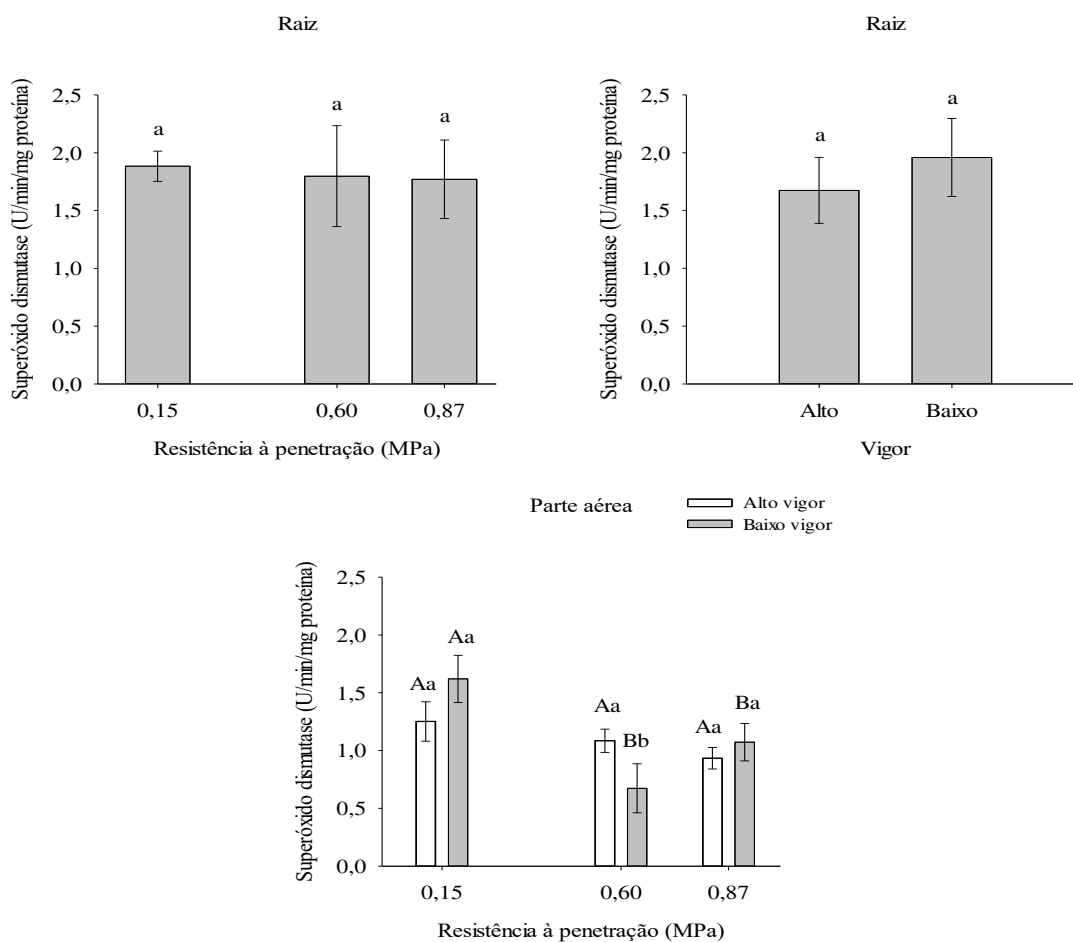 Raiz
Superóxido dismutase (U/min/mg proteína)
2,5
2,0
1,5
1,0
0,5
0,0
a
a
a
0,15
0,60
0,87
Resistência à penetração (MPa)
Raiz
Superóxido dismutase (U/min/mg proteína)
2,5
2,0
1,5
1,0
0,5
0,0
a
a
Alto
Baixo
Vigor
Parte aérea
Alto vigor
Baixo vigor
Superóxido dismutase (U/min/mg proteína)
2,5
2,0
1,5
1,0
0,5
0,0
Aa
Aa
Aa
Bb
Aa
Ba
0,15
0,60
0,87
Resistência à penetração (MPa)